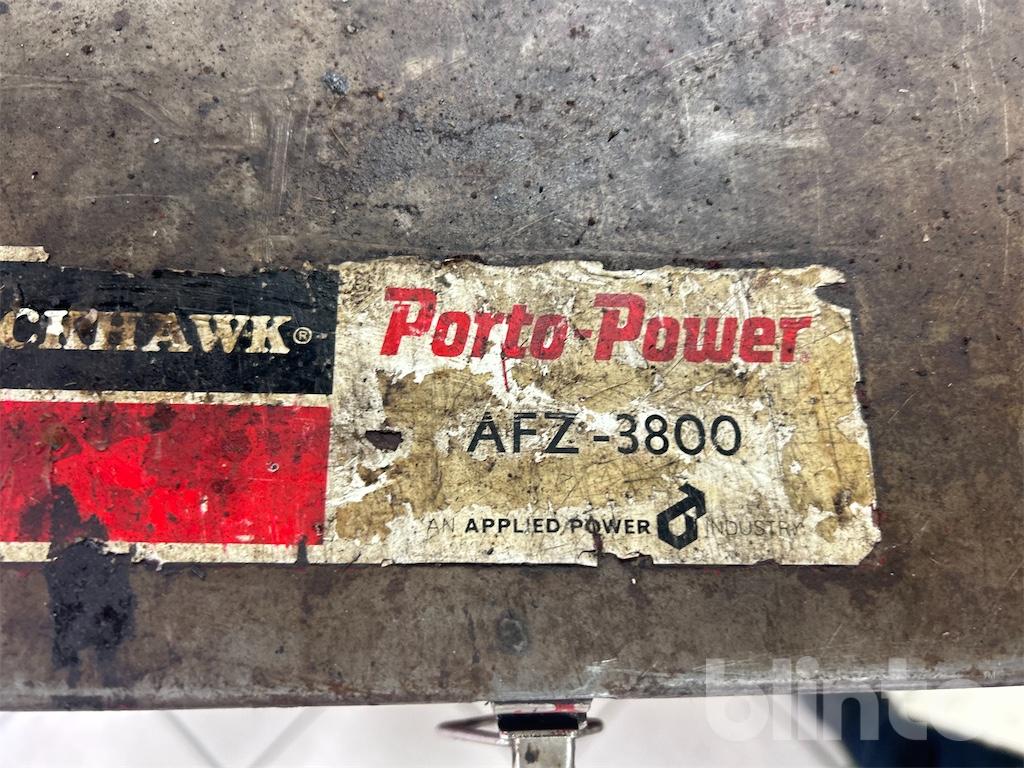 CKHAWK®
Porto-Power
AFZ-3800
AN APPLIED POWER INDUSTRY
blinto